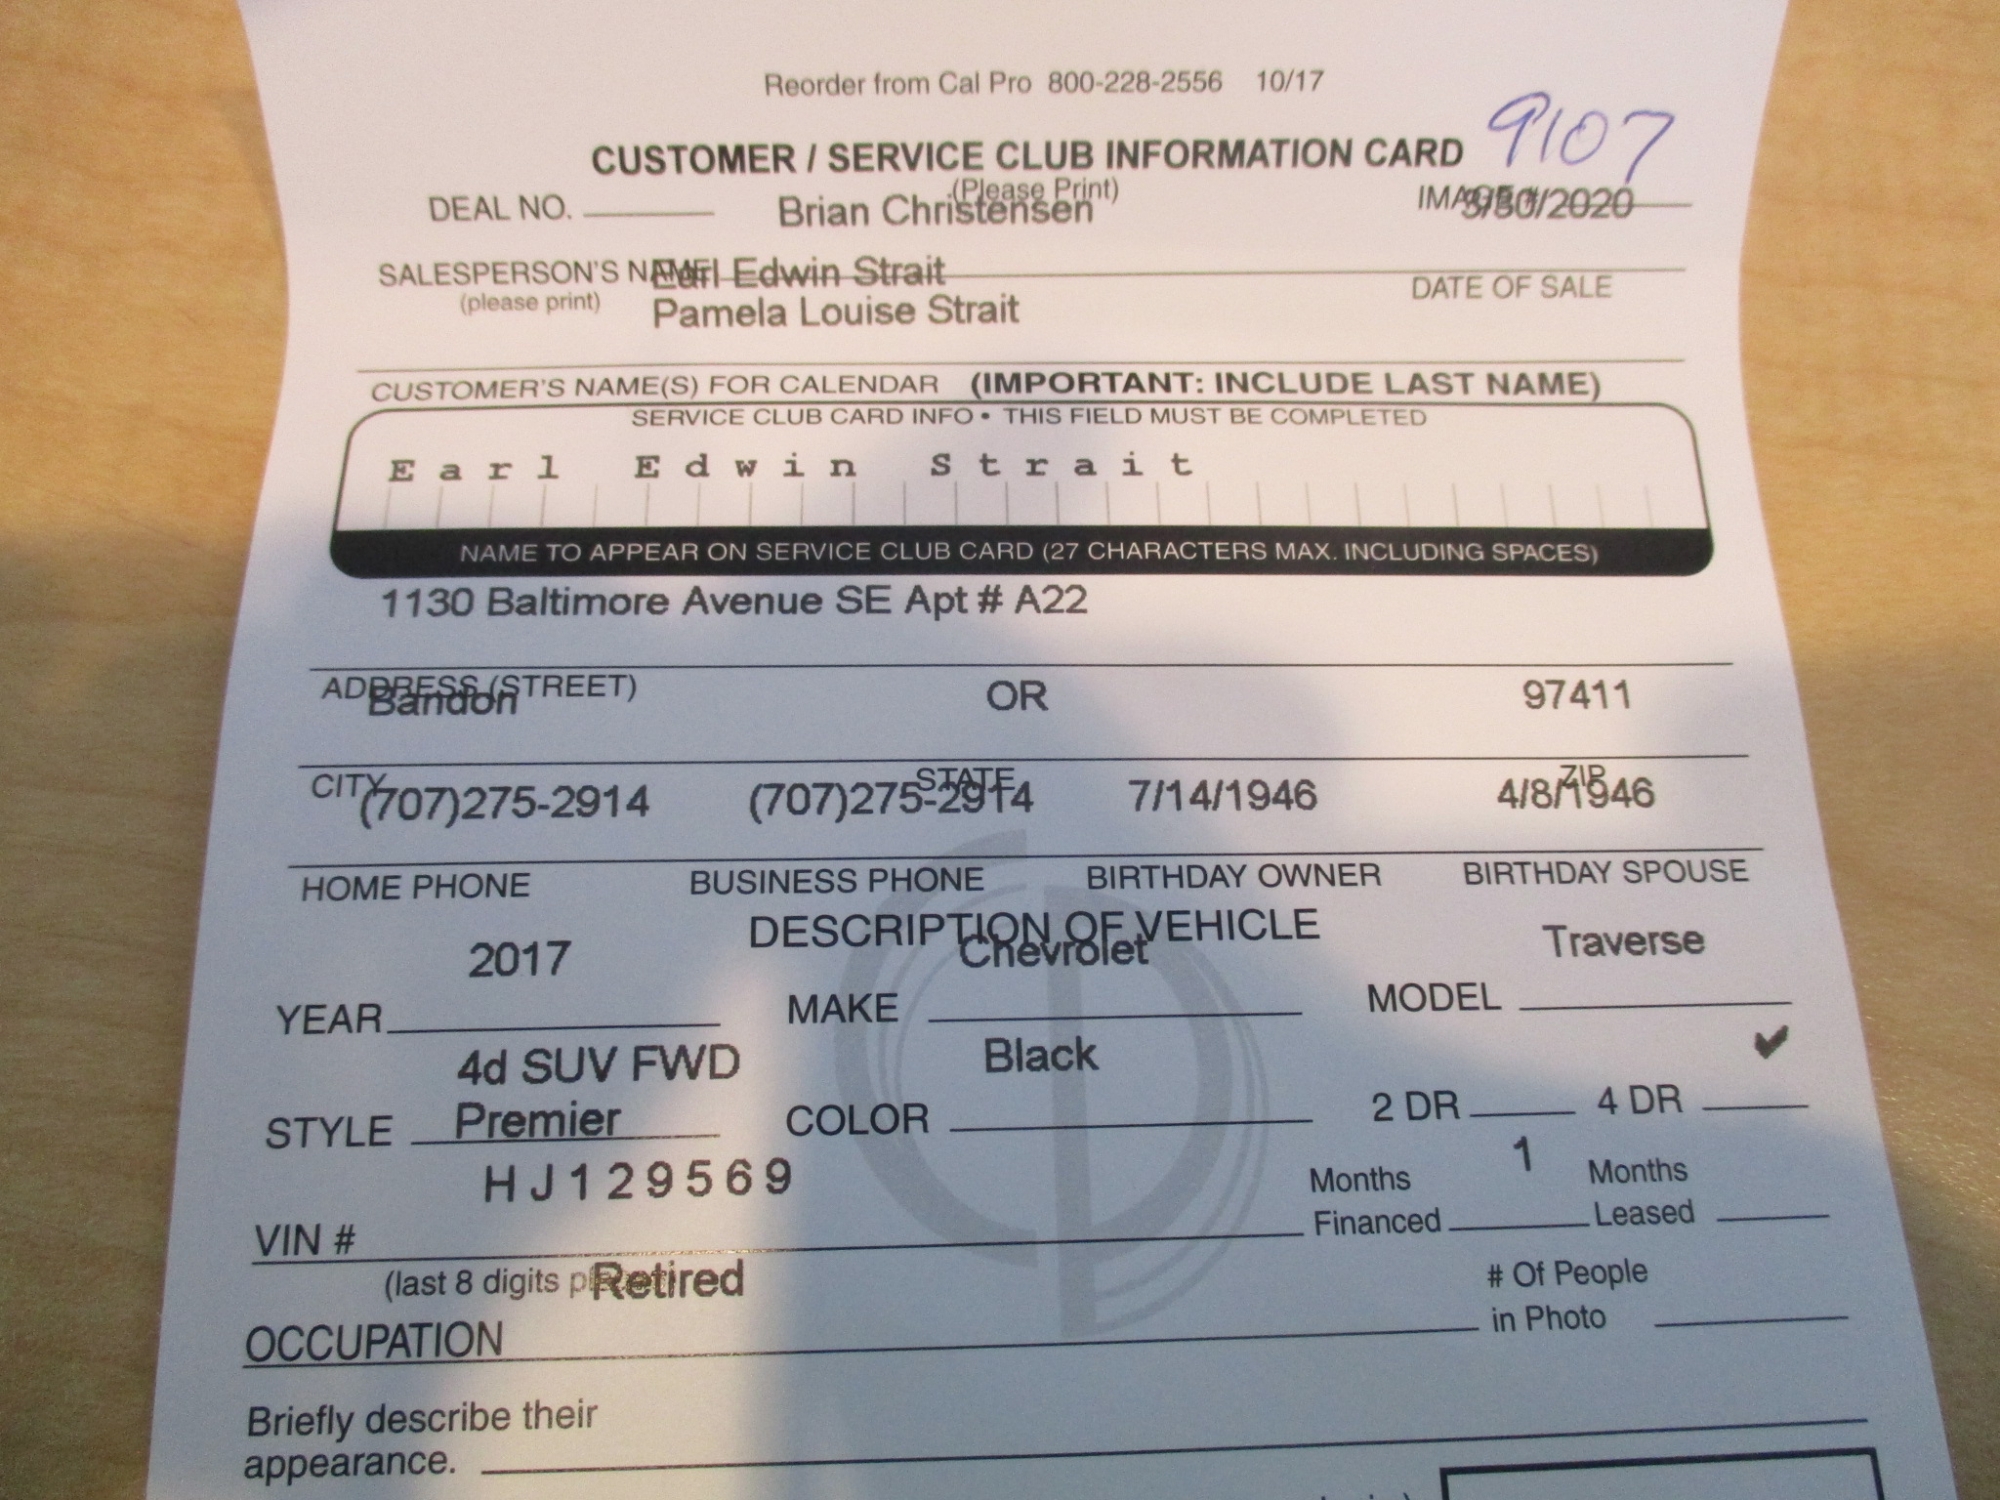 Reorder from Cal Pro 800-228-2556 10/17
9107
CUSTOMER / SERVICE CLUB INFORMATION CARD
(Please Print)
DEAL NO. Brian Christensen IMAGE # /30/2020
SALESPERSON'S NAME Earl Edwin Strait
(please print) Pamela Louise Strait DATE OF SALE
CUSTOMER'S NAME(S) FOR CALENDAR (IMPORTANT: INCLUDE LAST NAME)
SERVICE CLUB CARD INFO • THIS FIELD MUST BE COMPLETED
Earl Edwin Strait
NAME TO APPEAR ON SERVICE CLUB CARD (27 CHARACTERS MAX. INCLUDING SPACES)
1130 Baltimore Avenue SE Apt # A22
ADDRESS (STREET)
Bandon OR 97411
CITY STATE ZIP
(707)275-2914 (707)275-2914 7/14/1946 4/8/1946
HOME PHONE BUSINESS PHONE BIRTHDAY OWNER BIRTHDAY SPOUSE
DESCRIPTION OF VEHICLE
2017 Chevrolet Traverse
YEAR MAKE MODEL
4d SUV FWD Black ✔
STYLE Premier COLOR 2 DR 4 DR
HJ129569 Months 1 Months
VIN # Financed Leased
(last 8 digits Retired # Of People
OCCUPATION in Photo
Briefly describe their
appearance.